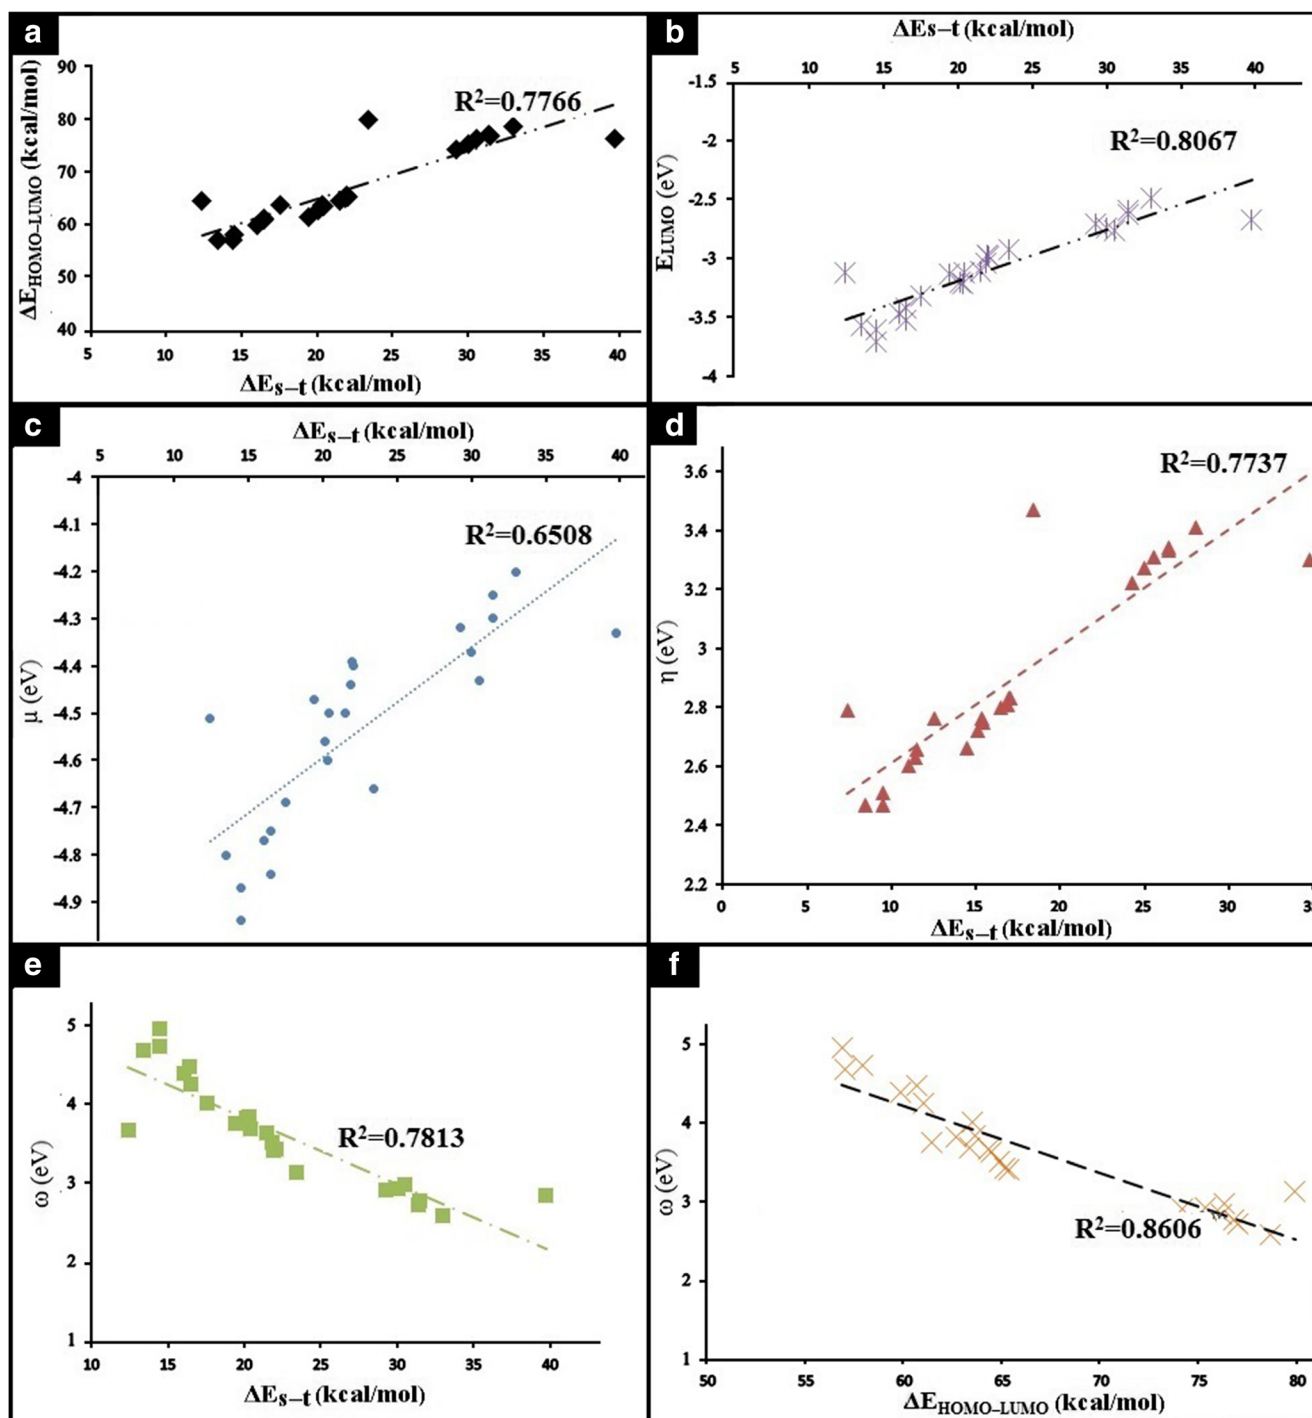 a
ΔE_HOMO–LUMO (kcal/mol)
90
80
70
60
50
40
R²=0.7766
5 10 15 20 25 30 35 40
ΔEs–t (kcal/mol)
b
ΔEs–t (kcal/mol)
5 10 15 20 25 30 35 40
E_LUMO (eV)
-1.5
-2
-2.5
-3
-3.5
-4
R²=0.8067
c
ΔEs–t (kcal/mol)
5 10 15 20 25 30 35 40
μ (eV)
-4
-4.1
-4.2
-4.3
-4.4
-4.5
-4.6
-4.7
-4.8
-4.9
R²=0.6508
d
η (eV)
3.6
3.4
3.2
3
2.8
2.6
2.4
2.2
R²=0.7737
0 5 10 15 20 25 30
ΔEs–t (kcal/mol)
e
ω (eV)
5
4
3
2
1
R²=0.7813
10 15 20 25 30 35 40
ΔEs–t (kcal/mol)
f
ω (eV)
5
4
3
2
1
R²=0.8606
50 55 60 65 70 75 80
ΔE_HOMO–LUMO (kcal/mol)